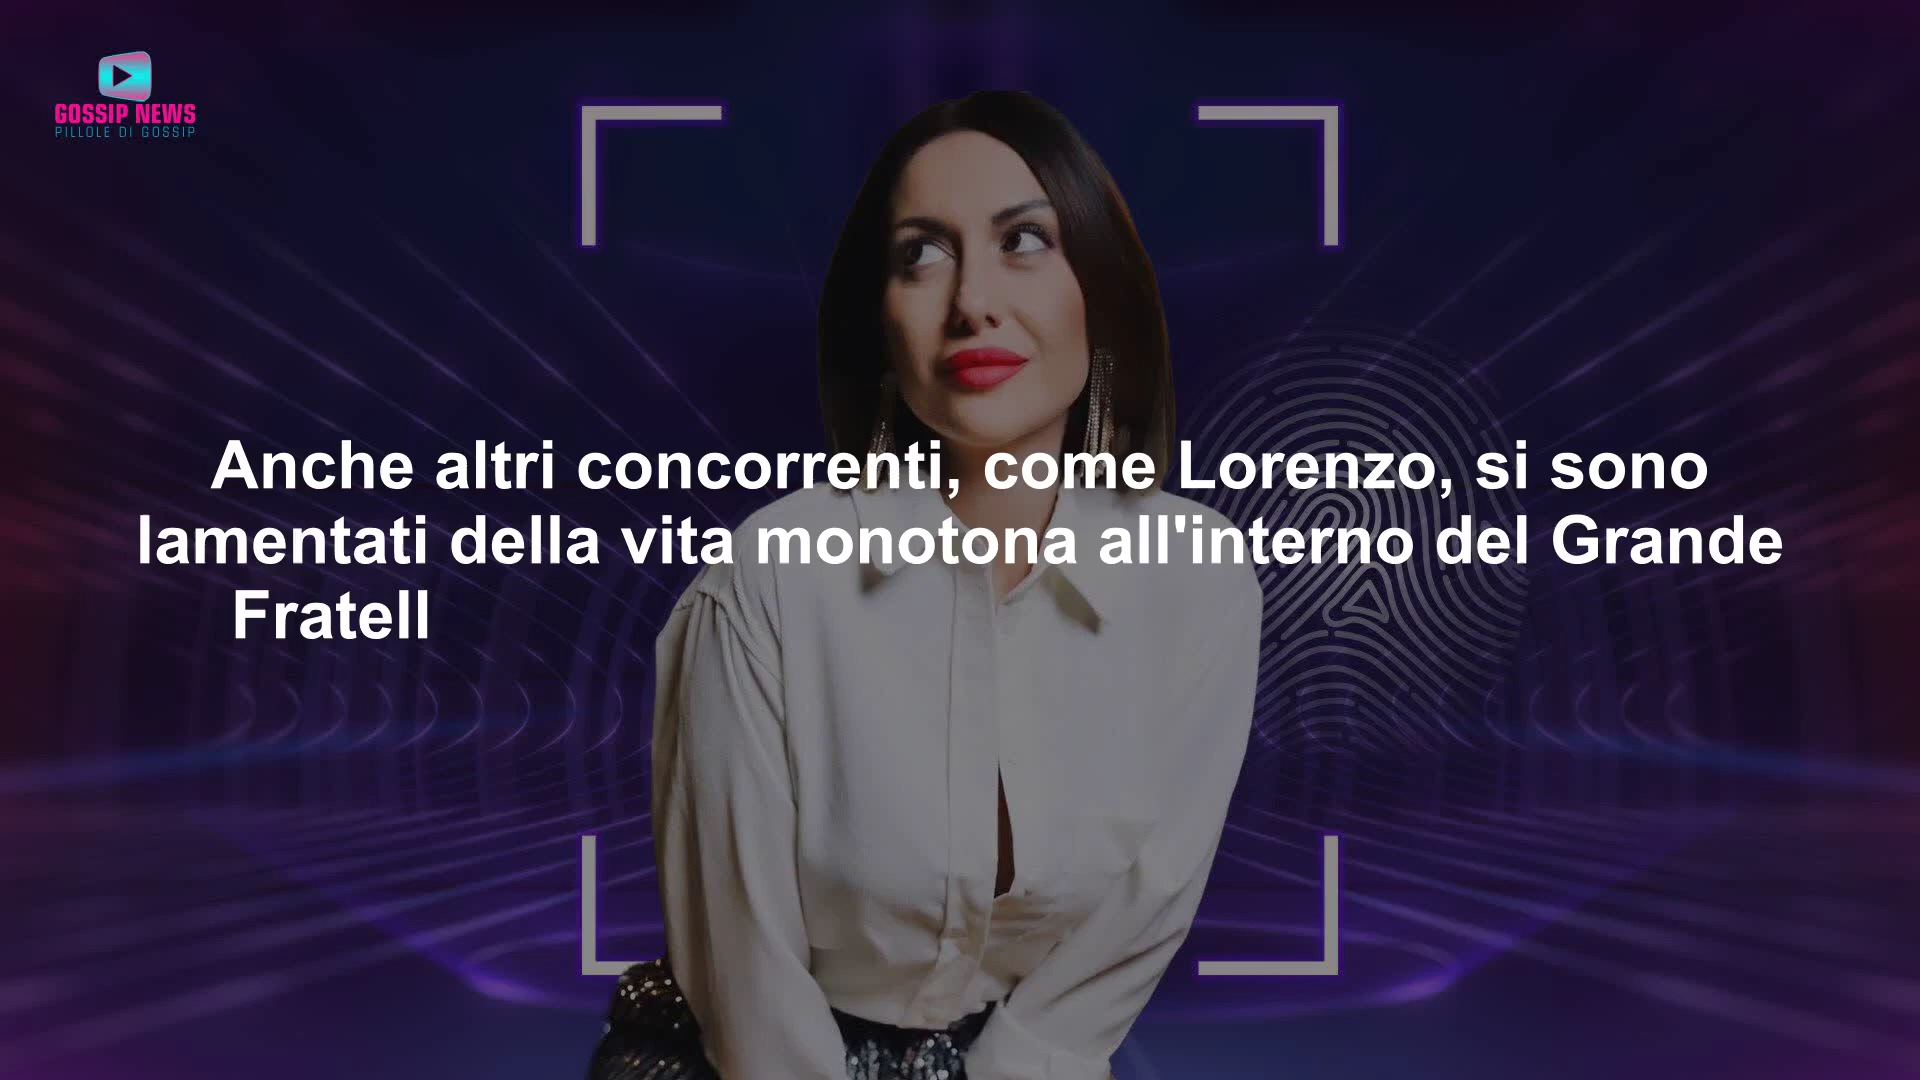 GOSSIP NEWS
PILLOLE DI GOSSIP
Anche altri concorrenti, come Lorenzo, si sono
lamentati della vita monotona all'interno del Grande
Fratell